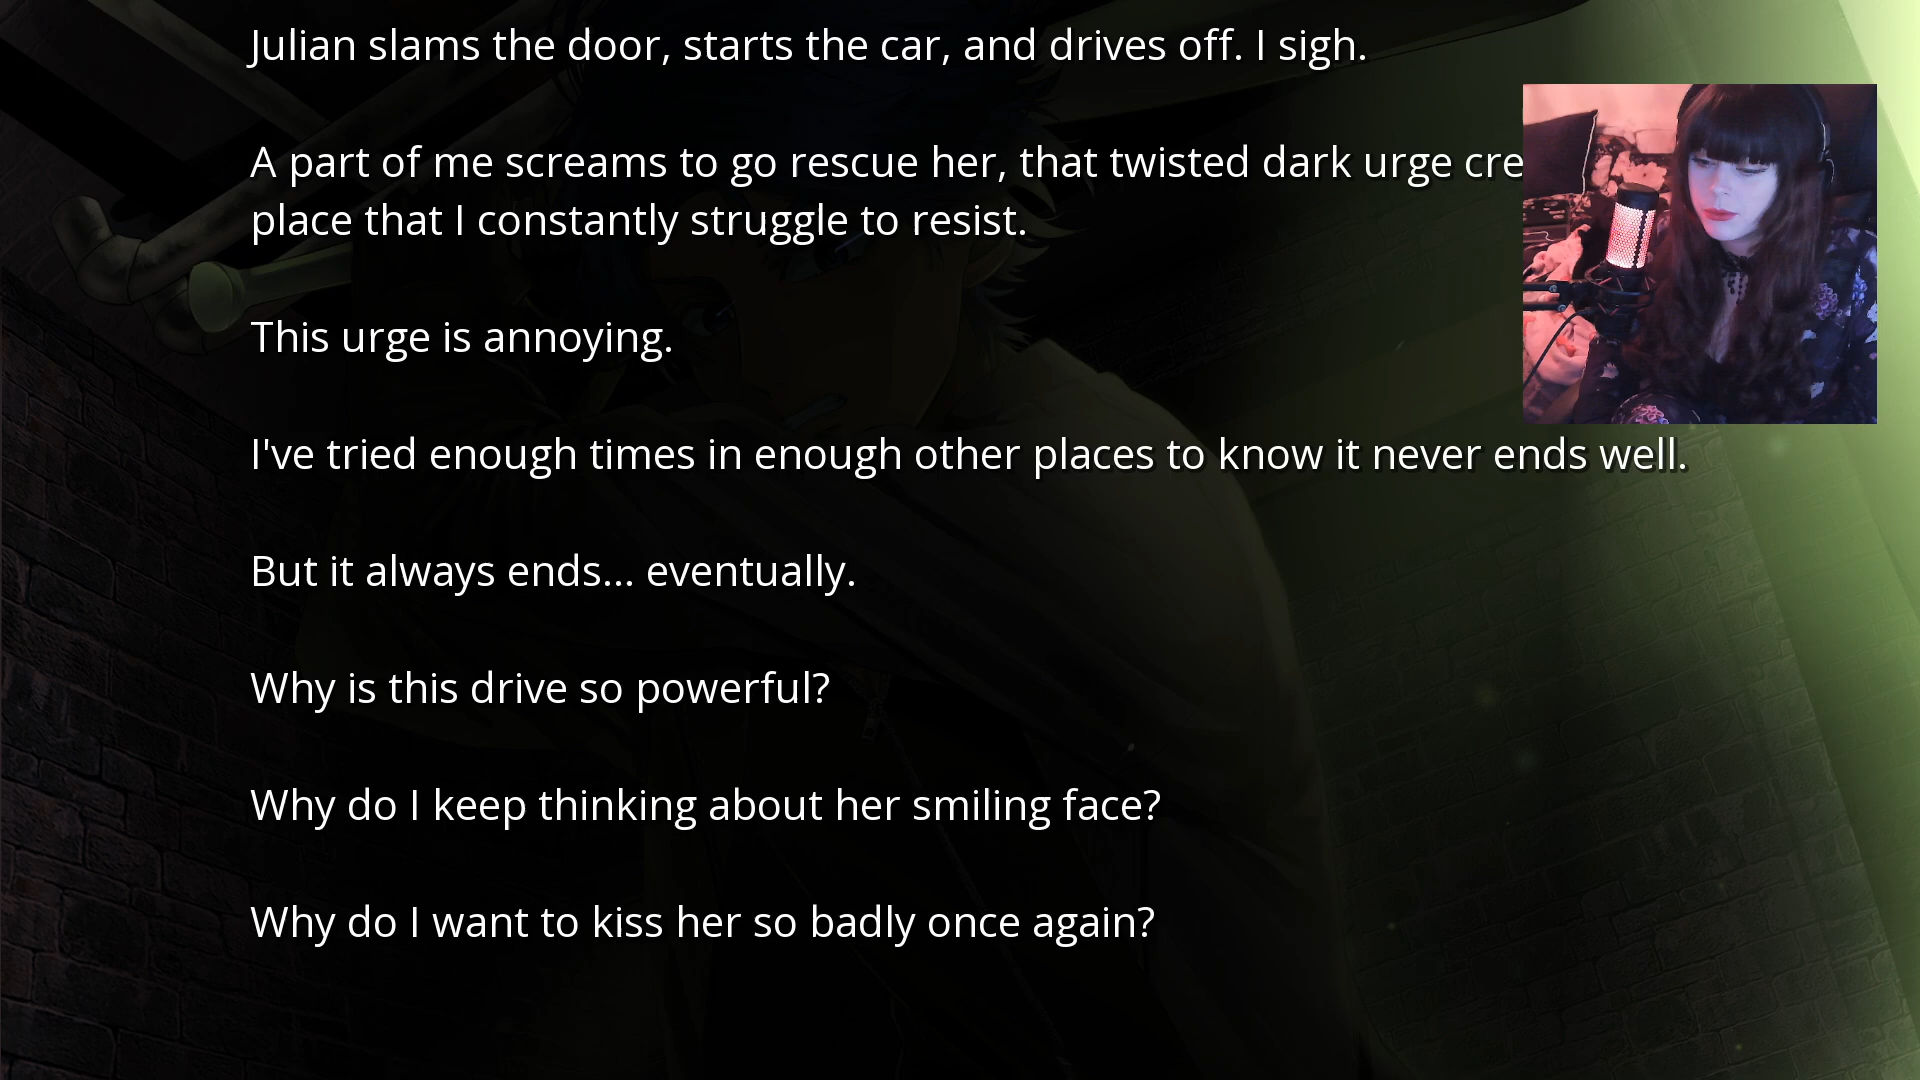 Julian slams the door, starts the car, and drives off. I sigh.
A part of me screams to go rescue her, that twisted dark urge
place that I constantly struggle to resist.
This urge is annoying.
I've tried enough times in enough other places to know it never ends well.
But it always ends... eventually.
Why is this drive so powerful?
Why do I keep thinking about her smiling face?
Why do I want to kiss her so badly once again?